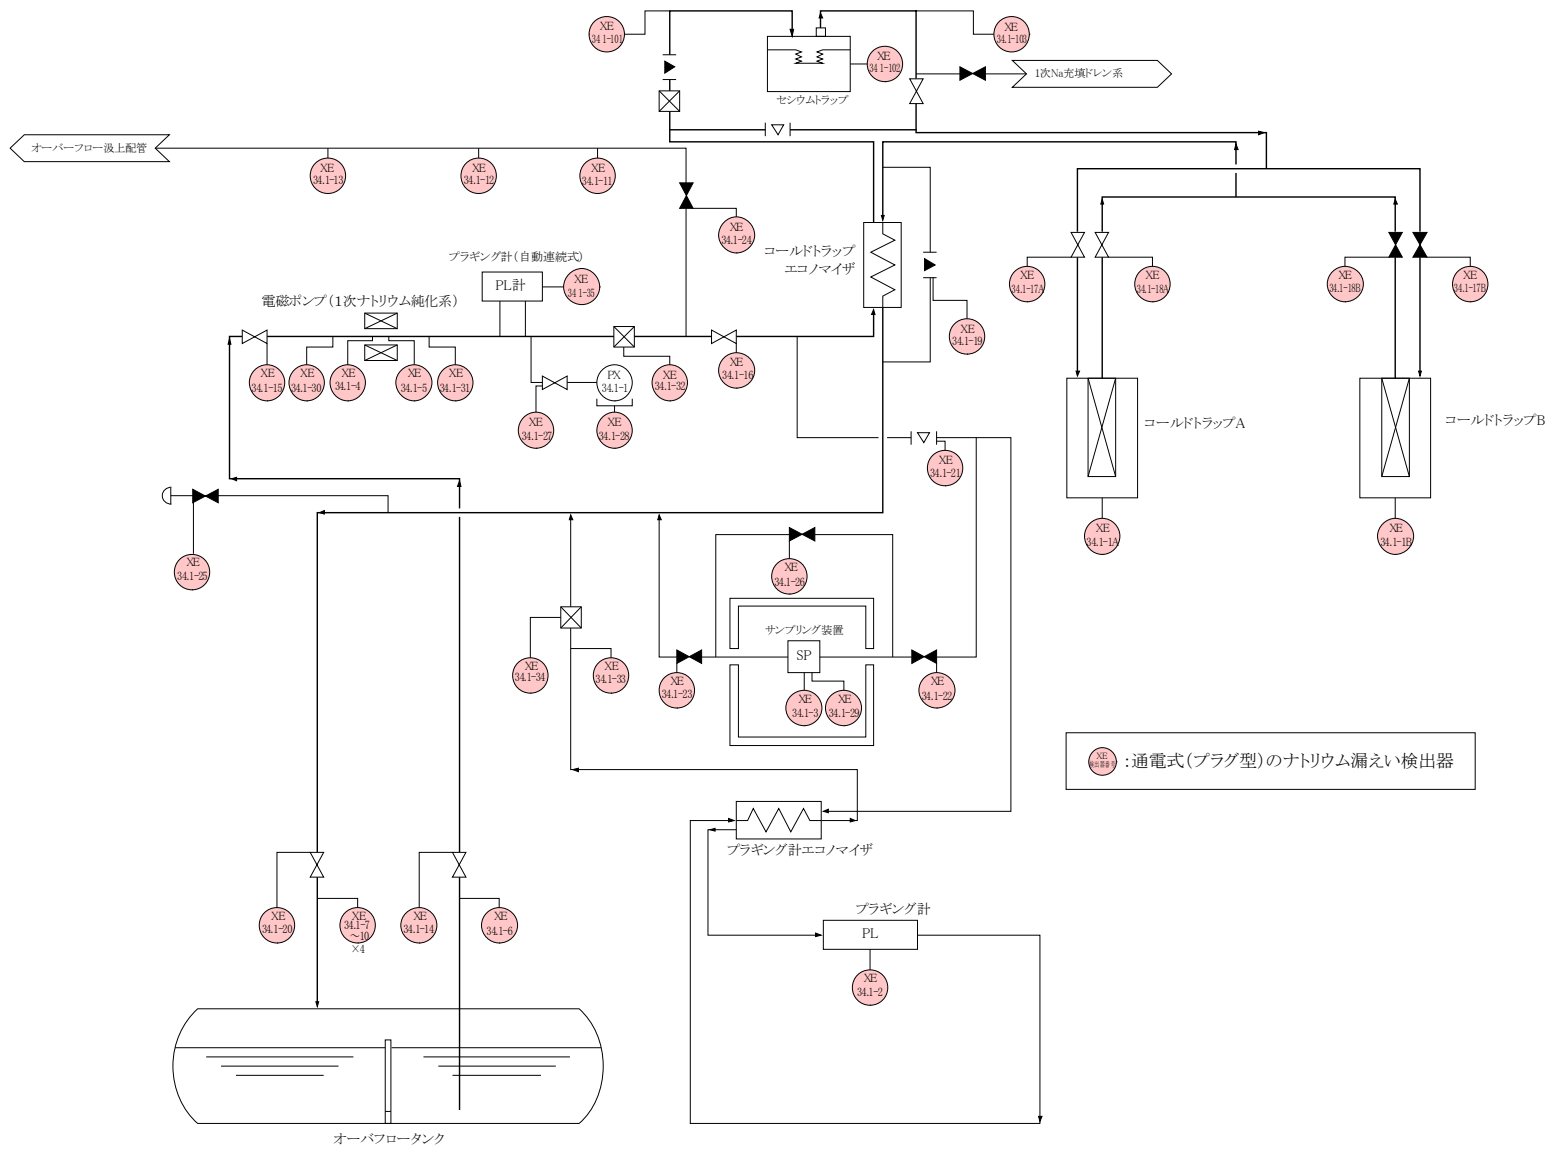 XE
34.1-101
XE
34.1-102
XE
34.1-103
1次Na充填ドレン系
セシウムトラップ
オーバーフロー汲上配管
XE
34.1-13
XE
34.1-12
XE
34.1-11
XE
34.1-24
コールドトラップ
エコノマイザ
プラギング計(自動連続式)
PL計
XE
34.1-35
電磁ポンプ(1次ナトリウム純化系)
XE
34.1-17A
XE
34.1-18A
XE
34.1-18B
XE
34.1-17B
XE
34.1-19
XE
34.1-15
XE
34.1-30
XE
34.1-4
XE
34.1-5
XE
34.1-31
PX
34.1-1
XE
34.1-32
XE
34.1-16
XE
34.1-27
XE
34.1-28
コールドトラップA
コールドトラップB
XE
34.1-21
XE
34.1-1A
XE
34.1-1B
XE
34.1-25
XE
34.1-26
サンプリング装置
SP
XE
34.1-34
XE
34.1-33
XE
34.1-23
XE
34.1-3
XE
34.1-29
XE
34.1-22
XE
検出器番号
:通電式(プラグ型)のナトリウム漏えい検出器
プラギング計エコノマイザ
XE
34.1-20
XE
34.1-7
～10
×4
XE
34.1-14
XE
34.1-6
プラギング計
PL
XE
34.1-2
オーバフロータンク